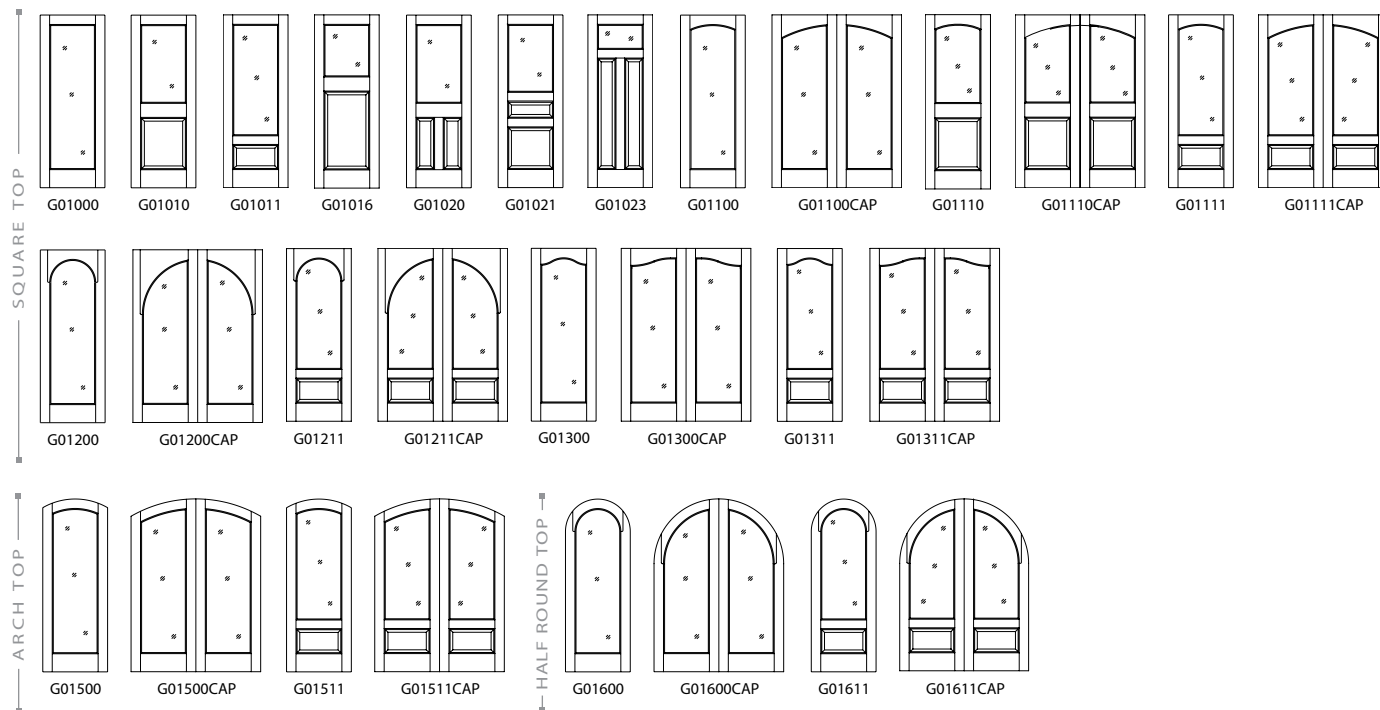 SQUARE TOP
G01000 G01010 G01011 G01016 G01020 G01021 G01023 G01100 G01100CAP G01110 G01110CAP G01111 G01111CAP
G01200 G01200CAP G01211 G01211CAP G01300 G01300CAP G01311 G01311CAP
ARCH TOP
G01500 G01500CAP G01511 G01511CAP
HALF ROUND TOP
G01600 G01600CAP G01611 G01611CAP